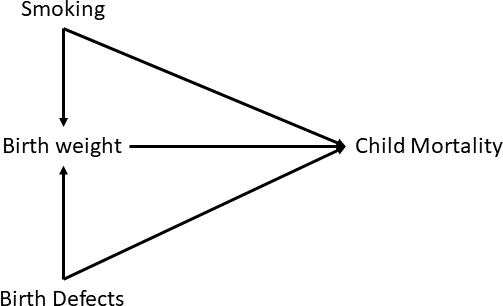 Smoking
Birth weight
Child Mortality
Birth Defects